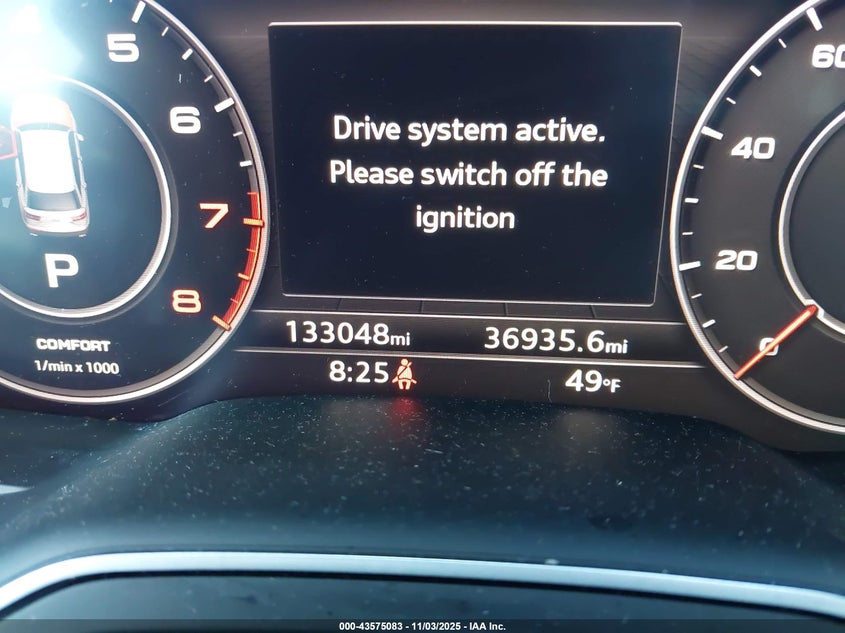 5
6
7
8
P
COMFORT
1/min x 1000
Drive system active.
Please switch off the
ignition
133048mi 36935.6mi
8:25 49°F
60
40
20
0
000-43575083 - 11/03/2025 - IAA Inc.